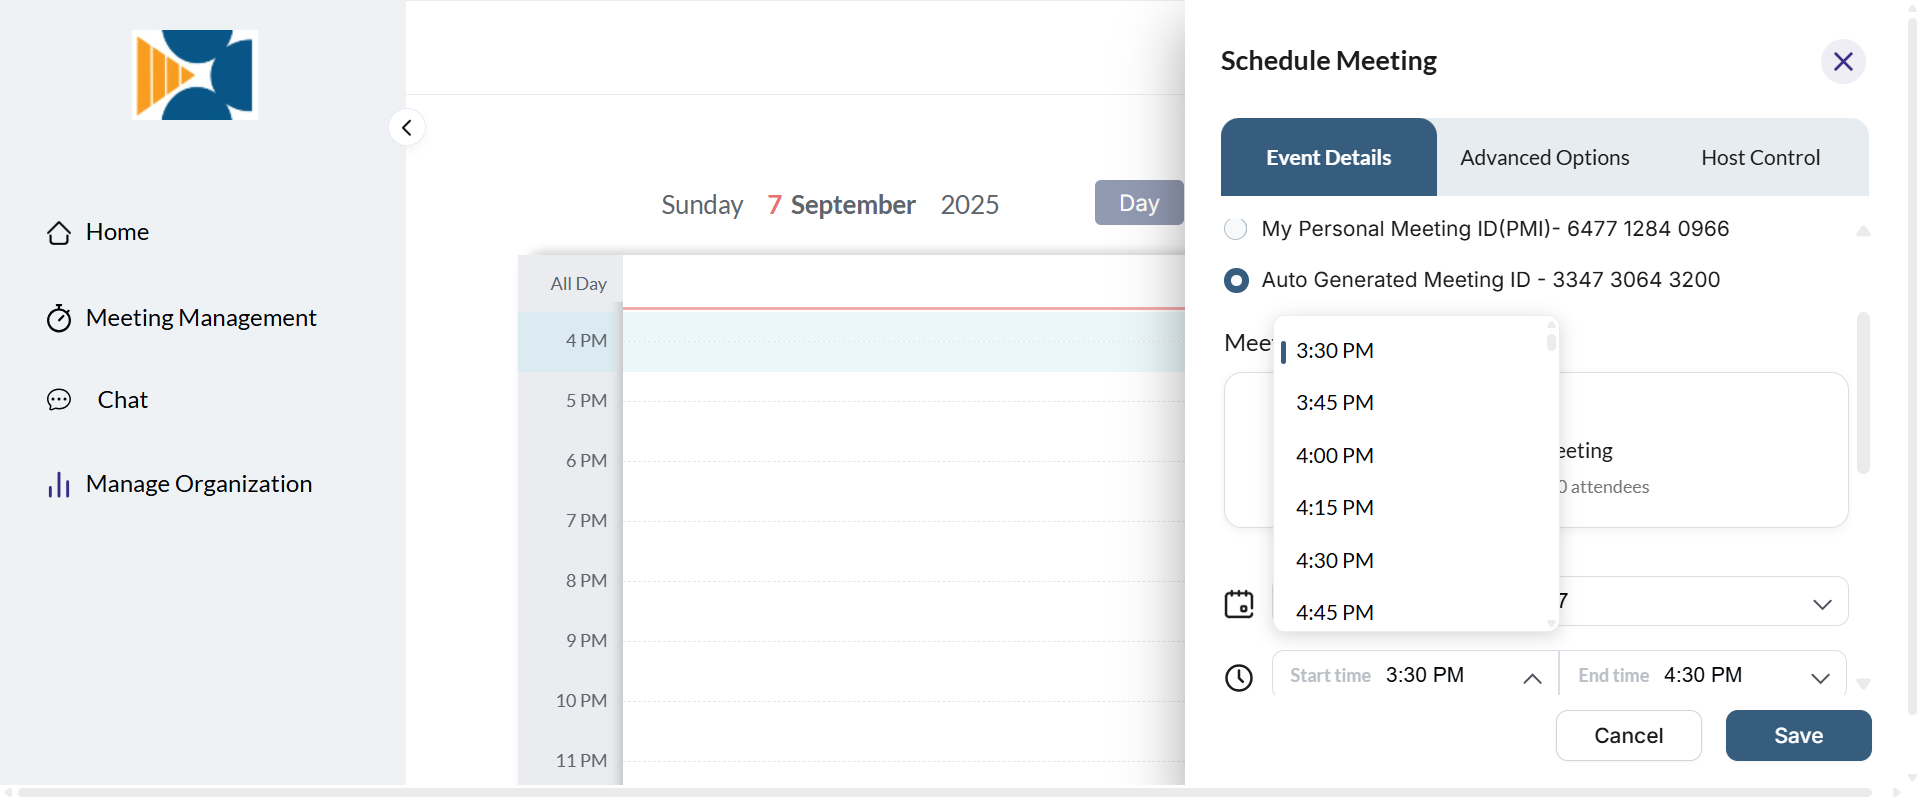 Home
Meeting Management
Chat
Manage Organization
Sunday 7 September 2025
Day
All Day
4 PM
5 PM
6 PM
7 PM
8 PM
9 PM
10 PM
11 PM
Schedule Meeting
Event Details
Advanced Options
Host Control
My Personal Meeting ID(PMI)- 6477 1284 0966
Auto Generated Meeting ID - 3347 3064 3200
3:30 PM
3:45 PM
4:00 PM
4:15 PM
4:30 PM
4:45 PM
attendees
7
Start time 3:30 PM
End time 4:30 PM
Cancel
Save